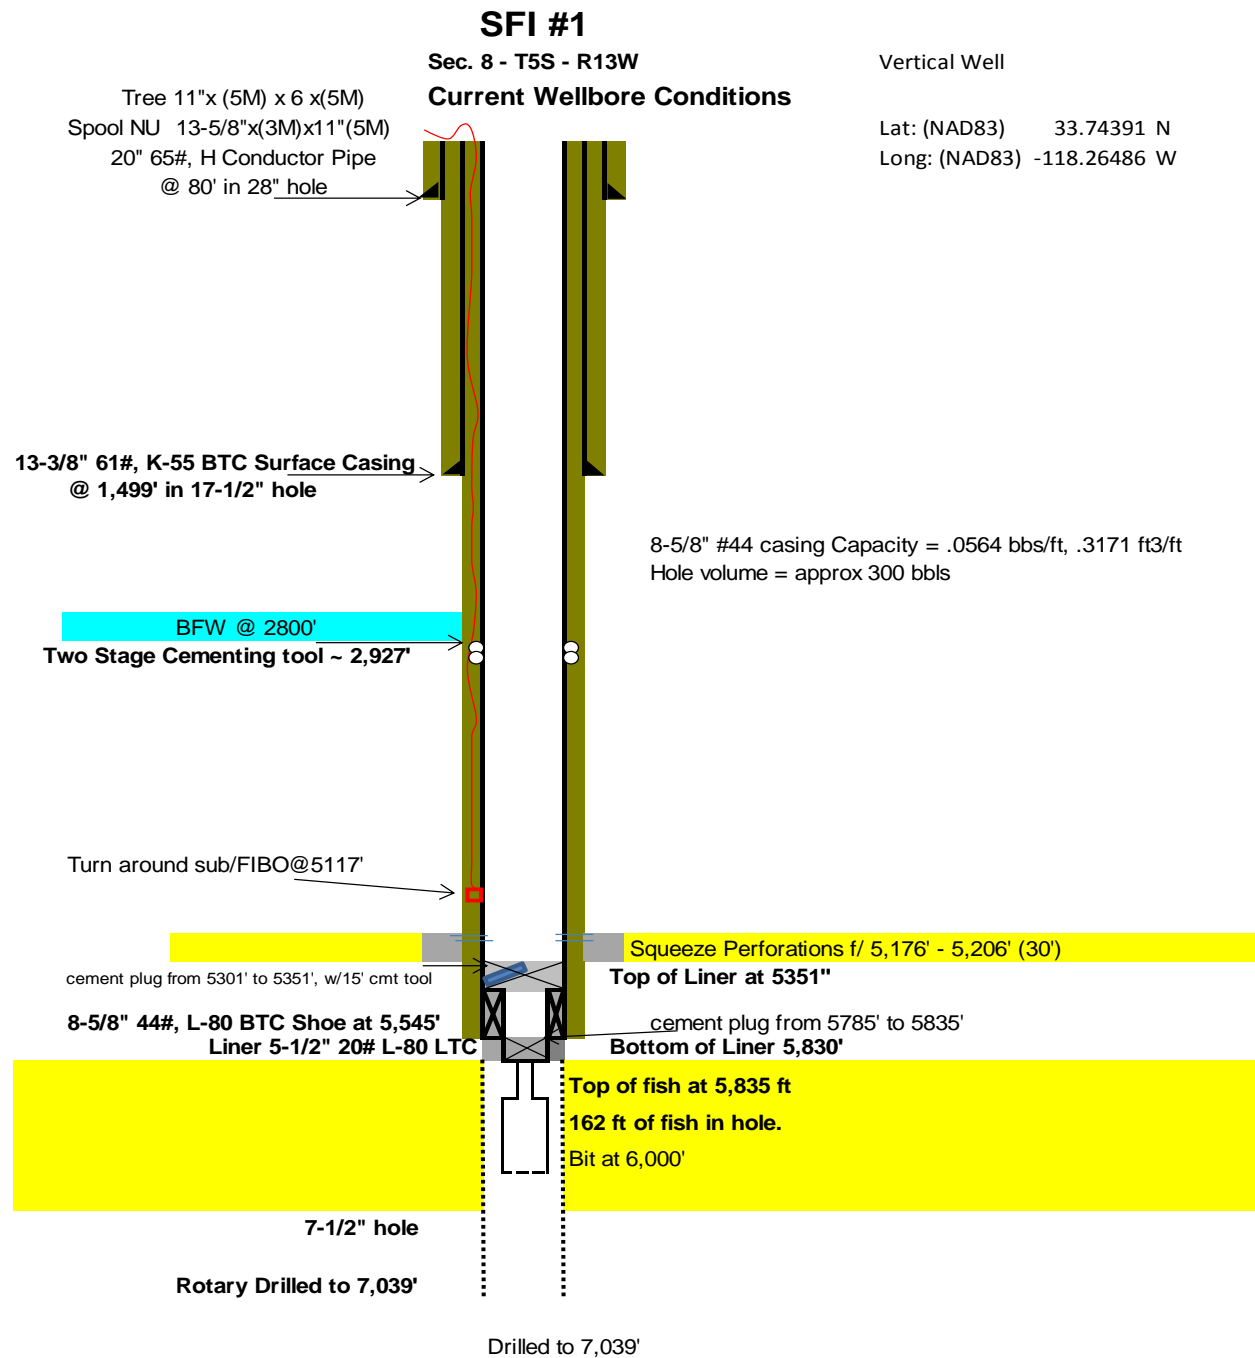 SFI #1
Sec. 8 - T5S - R13W
Vertical Well
Current Wellbore Conditions
Tree 11"x (5M) x 6 x(5M)
Spool NU 13-5/8"x(3M)x11"(5M)
20" 65#, H Conductor Pipe
@ 80' in 28" hole
Lat: (NAD83) 33.74391 N
Long: (NAD83) -118.26486 W
13-3/8" 61#, K-55 BTC Surface Casing
@ 1,499' in 17-1/2" hole
8-5/8" #44 casing Capacity = .0564 bbs/ft, .3171 ft3/ft
Hole volume = approx 300 bbls
BFW @ 2800'
Two Stage Cementing tool ~ 2,927'
Turn around sub/FIBO@5117'
Squeeze Perforations f/ 5,176' - 5,206' (30')
cement plug from 5301' to 5351', w/15' cmt tool
Top of Liner at 5351"
8-5/8" 44#, L-80 BTC Shoe at 5,545'
cement plug from 5785' to 5835'
Liner 5-1/2" 20# L-80 LTC
Bottom of Liner 5,830'
Top of fish at 5,835 ft
162 ft of fish in hole.
Bit at 6,000'
7-1/2" hole
Rotary Drilled to 7,039'
Drilled to 7,039'